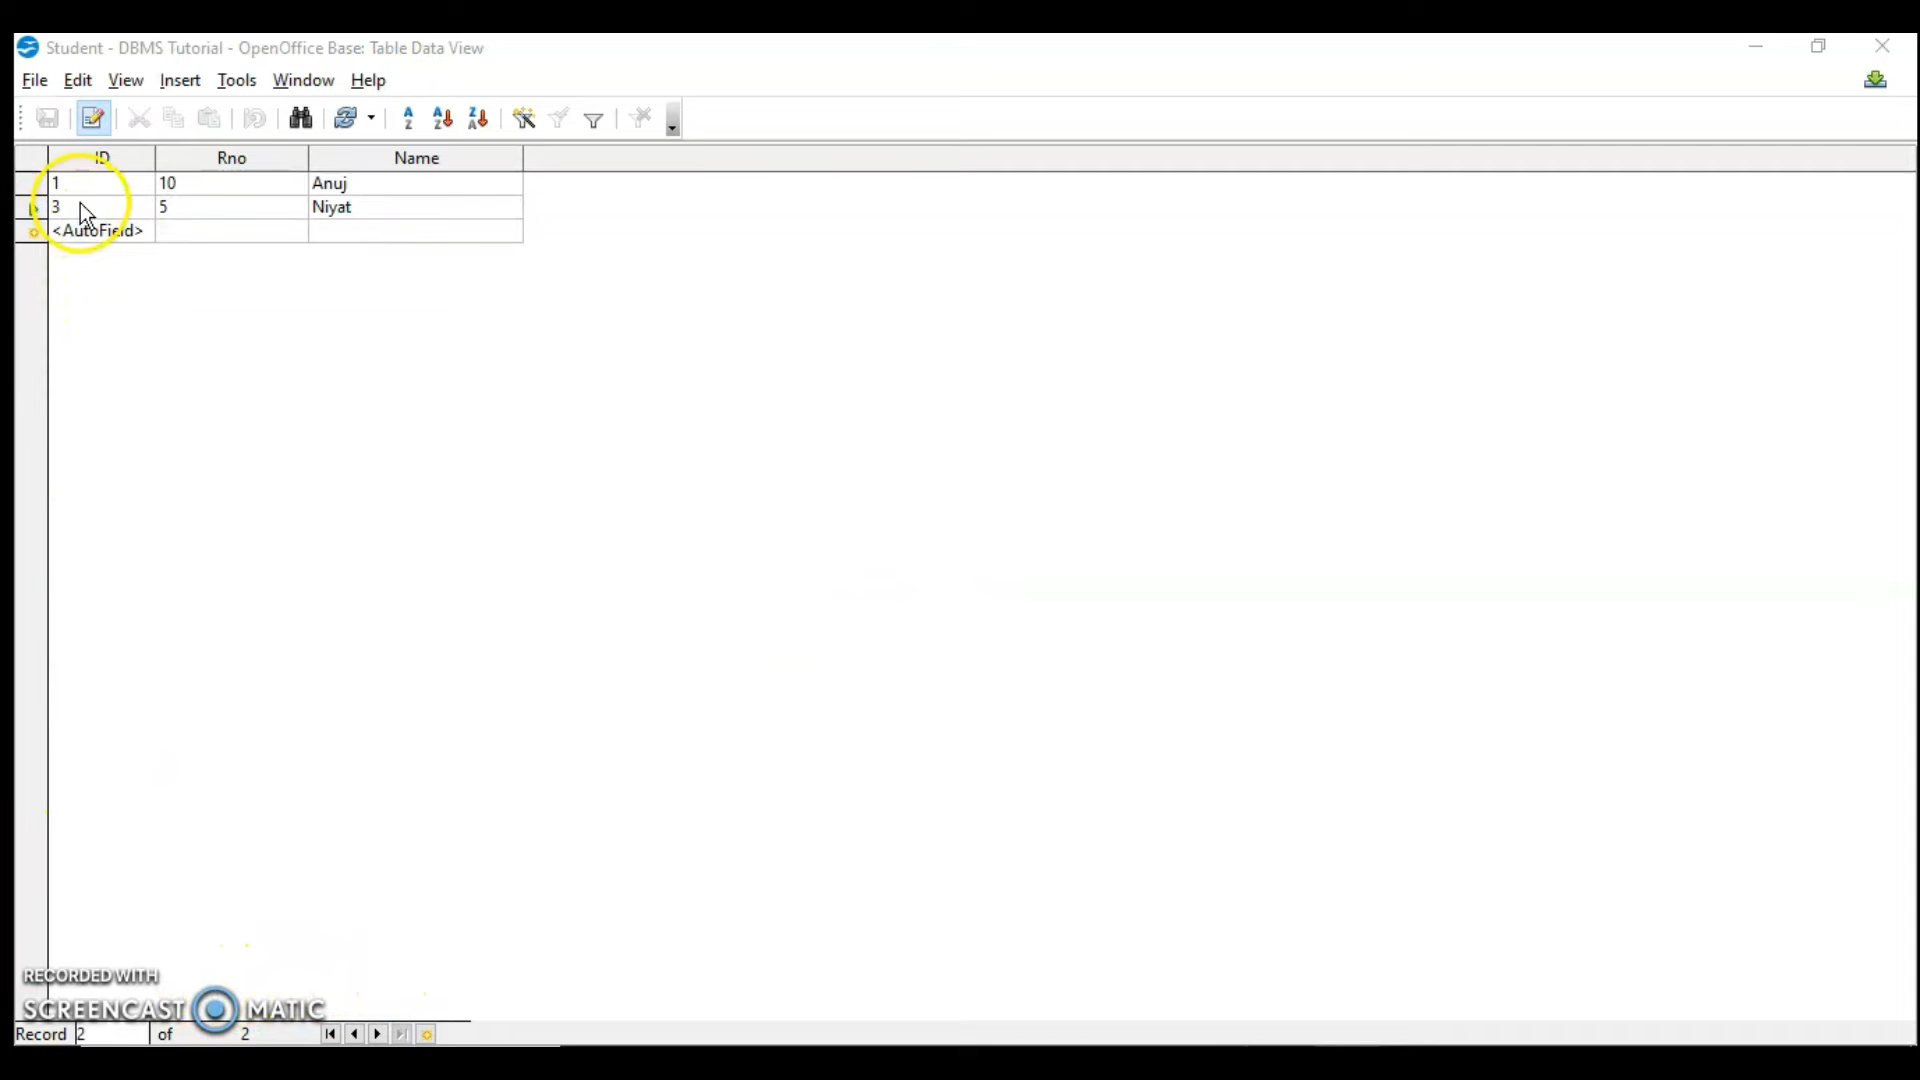 Student - DBMS Tutorial - OpenOffice Base: Table Data View
File Edit View Insert Tools Window Help
ID Rno Name
1 10 Anuj
3 5 Niyat
<AutoField>
RECORDED WITH
SCREENCAST MATIC
Record 2 of 2